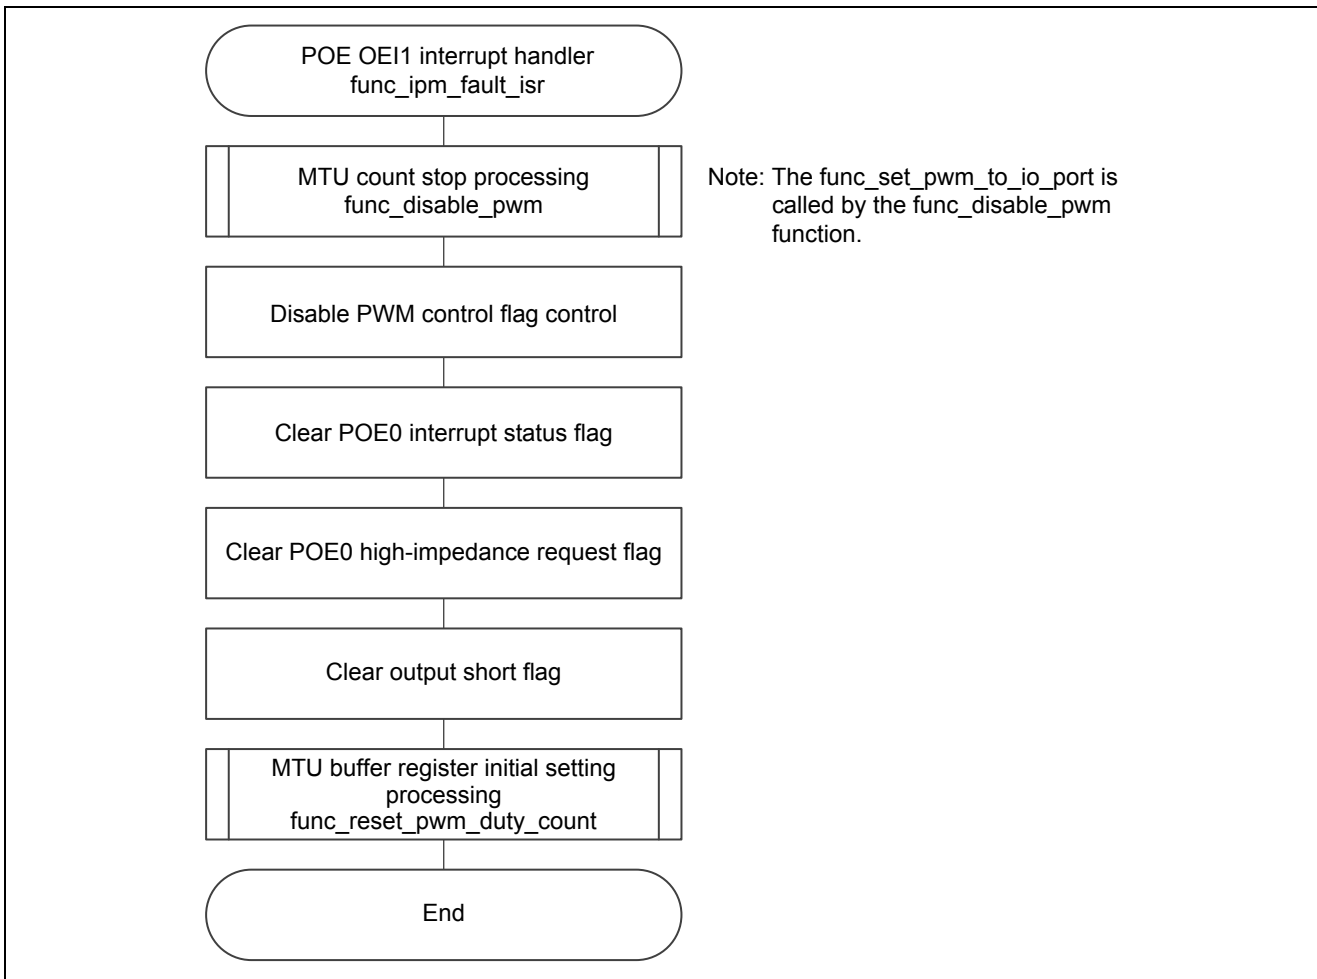 POE OEI1 interrupt handler
func_ipm_fault_isr
MTU count stop processing
func_disable_pwm
Note: The func_set_pwm_to_io_port is
called by the func_disable_pwm
function.
Disable PWM control flag control
Clear POE0 interrupt status flag
Clear POE0 high-impedance request flag
Clear output short flag
MTU buffer register initial setting
processing
func_reset_pwm_duty_count
End